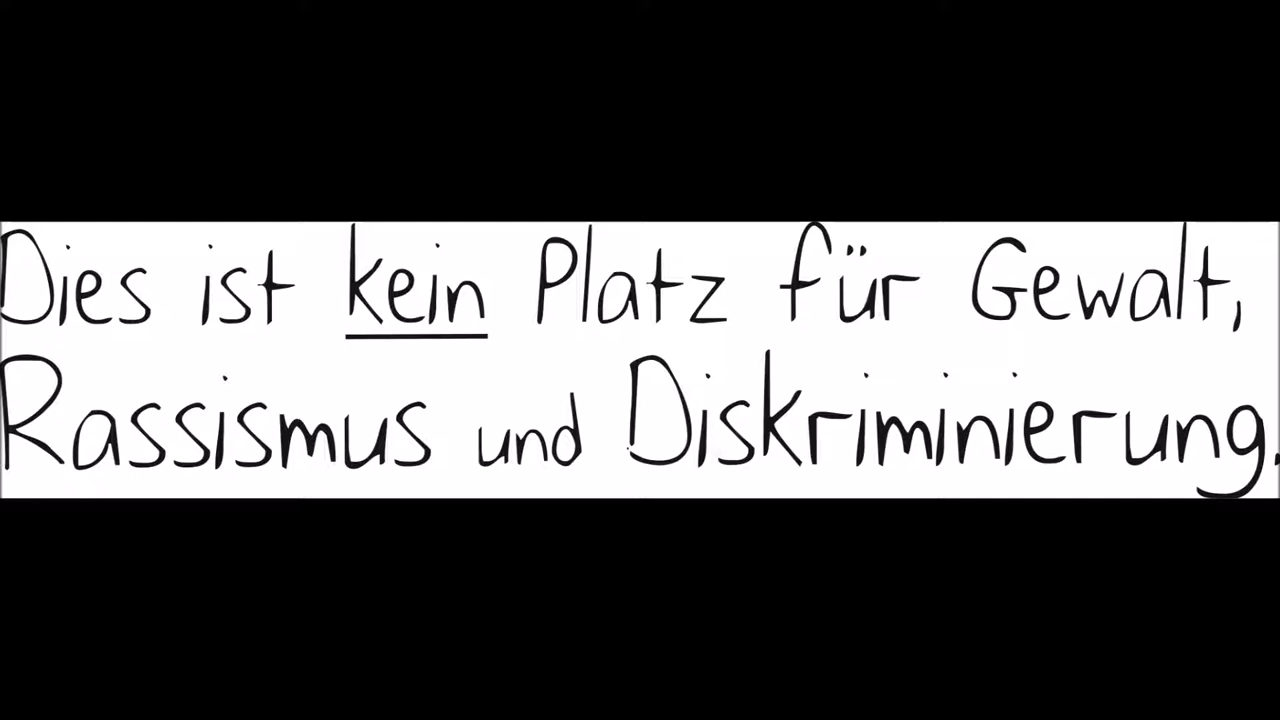 Dies ist kein Platz für Gewalt,
Rassismus und Diskriminierung.